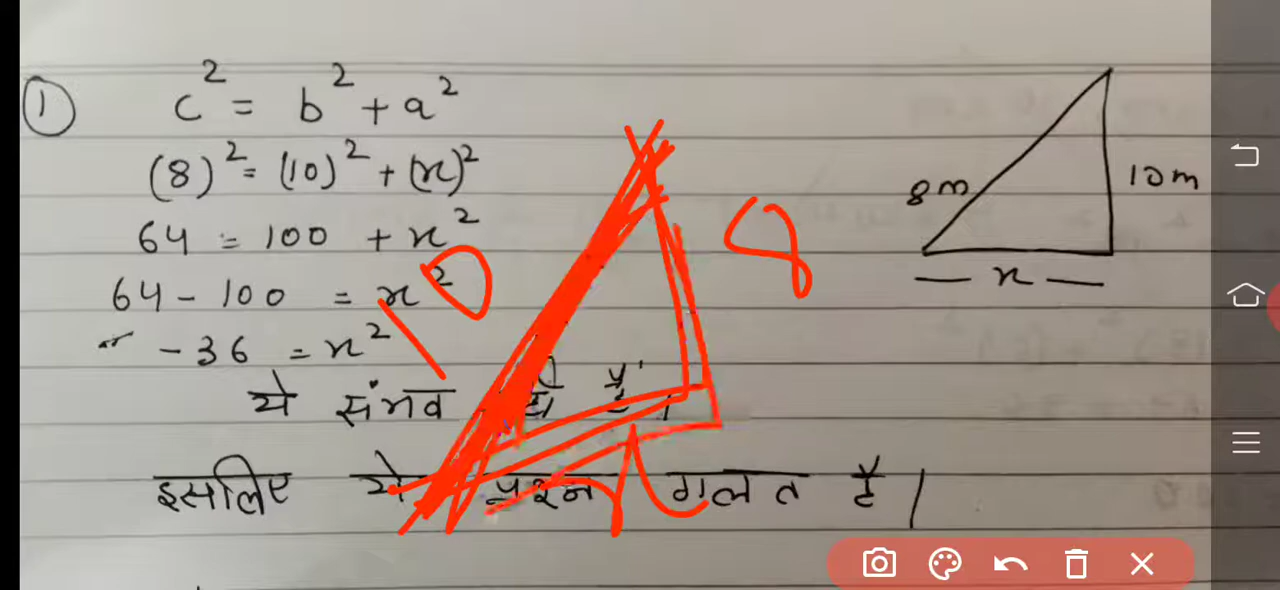 1
c² = b² + a²
(8)² = (10)² + (x)²
64 = 100 + x²
64 - 100 = x²
- 36 = x²
ये संभव है।
इसलिए ये प्रश्न गलत है।
8m
10m
x
10
8